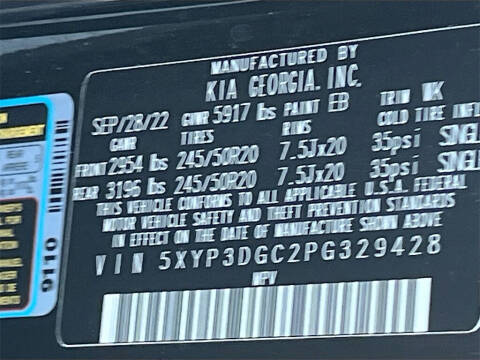 MANUFACTURED BY
KIA GEORGIA. INC.
SEP/28/22 GVWR 5917 lbs PAINT EB TRIM WK
TIRES RIMS COLD TIRE INFL
FRONT 2954 lbs 245/50R20 7.5Jx20 35psi SINGLE
REAR 3196 lbs 245/50R20 7.5Jx20 35psi SINGLE
THIS VEHICLE CONFORMS TO ALL APPLICABLE U.S.A. FEDERAL
MOTOR VEHICLE SAFETY AND THEFT PREVENTION STANDARDS
IN EFFECT ON THE DATE OF MANUFACTURE SHOWN ABOVE
VIN 5XYP3DGC2PG329428
MPV
9110